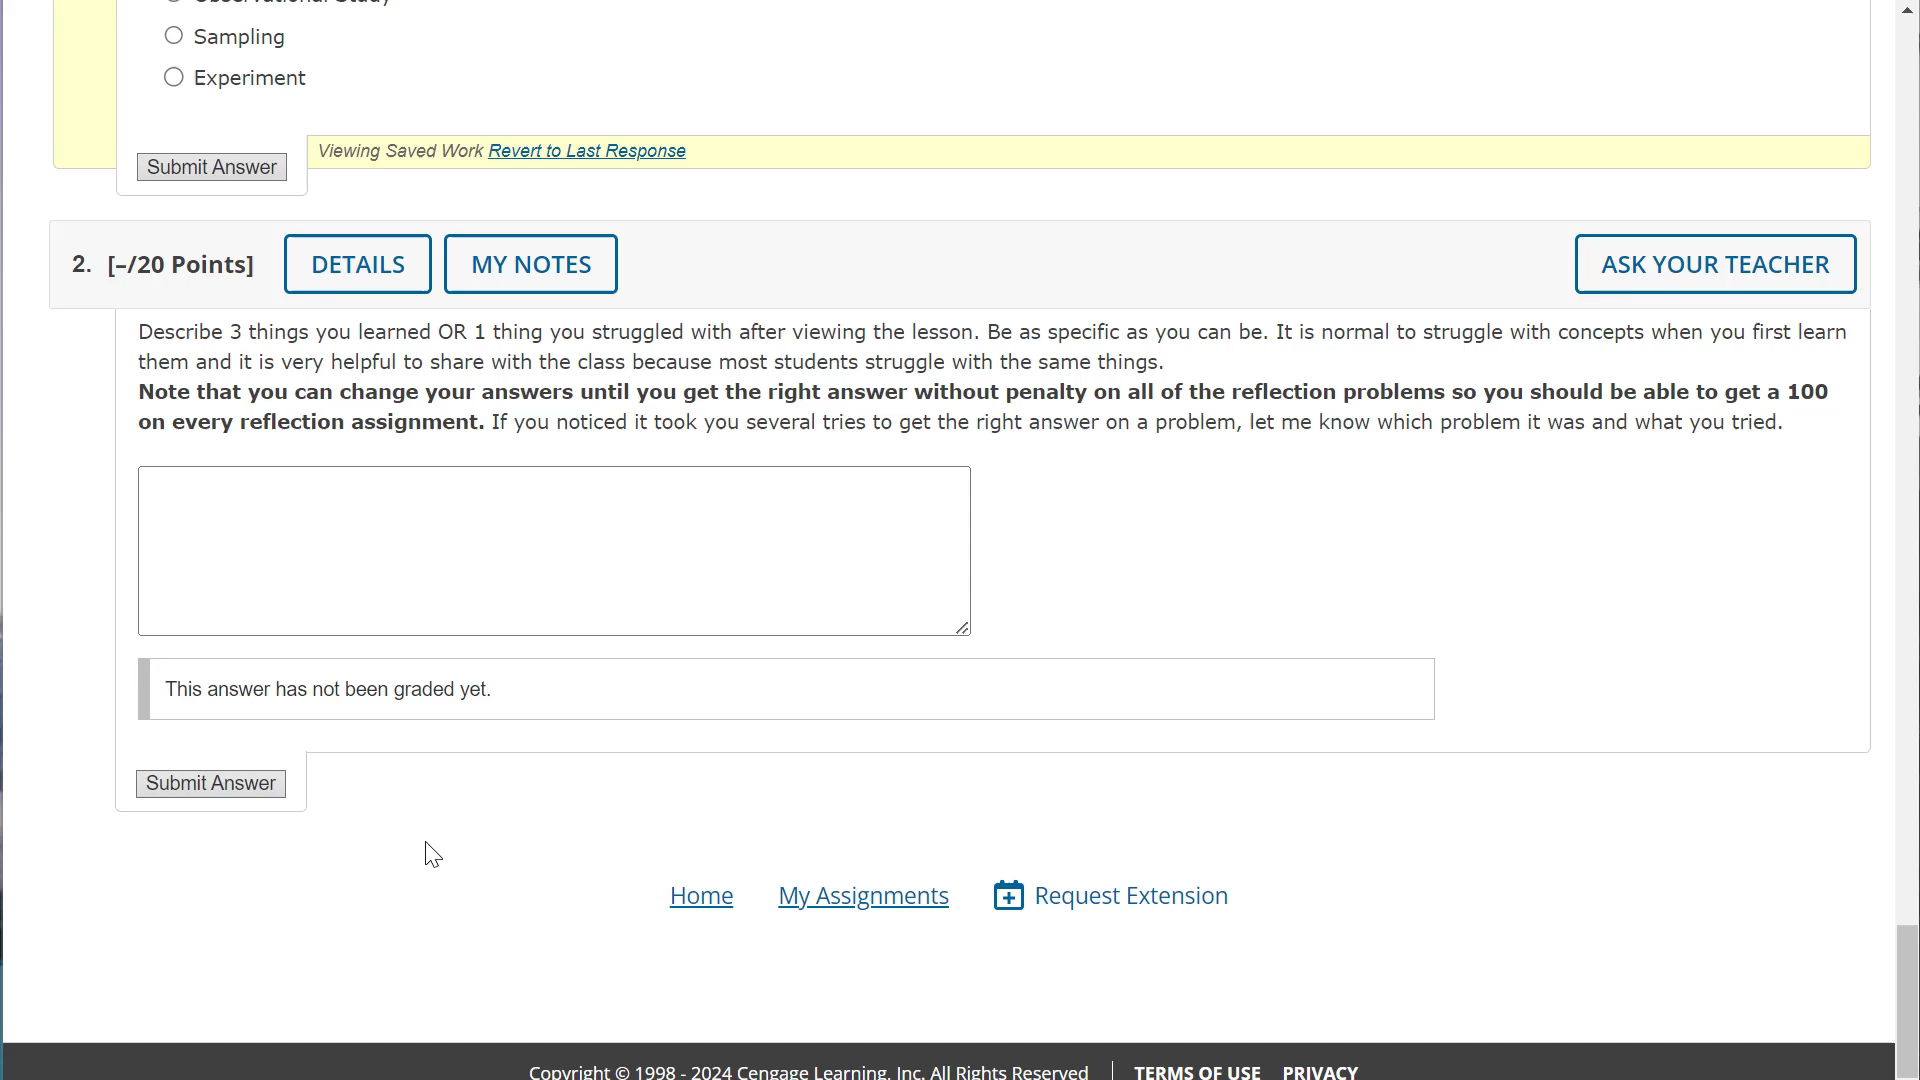 Observational Study
Sampling
Experiment
Viewing Saved Work Revert to Last Response
Submit Answer
2. [–/20 Points] DETAILS MY NOTES ASK YOUR TEACHER
Describe 3 things you learned OR 1 thing you struggled with after viewing the lesson. Be as specific as you can be. It is normal to struggle with concepts when you first learn
them and it is very helpful to share with the class because most students struggle with the same things.
Note that you can change your answers until you get the right answer without penalty on all of the reflection problems so you should be able to get a 100
on every reflection assignment. If you noticed it took you several tries to get the right answer on a problem, let me know which problem it was and what you tried.
This answer has not been graded yet.
Submit Answer
Home My Assignments Request Extension
Copyright © 1998 - 2024 Cengage Learning, Inc. All Rights Reserved TERMS OF USE PRIVACY